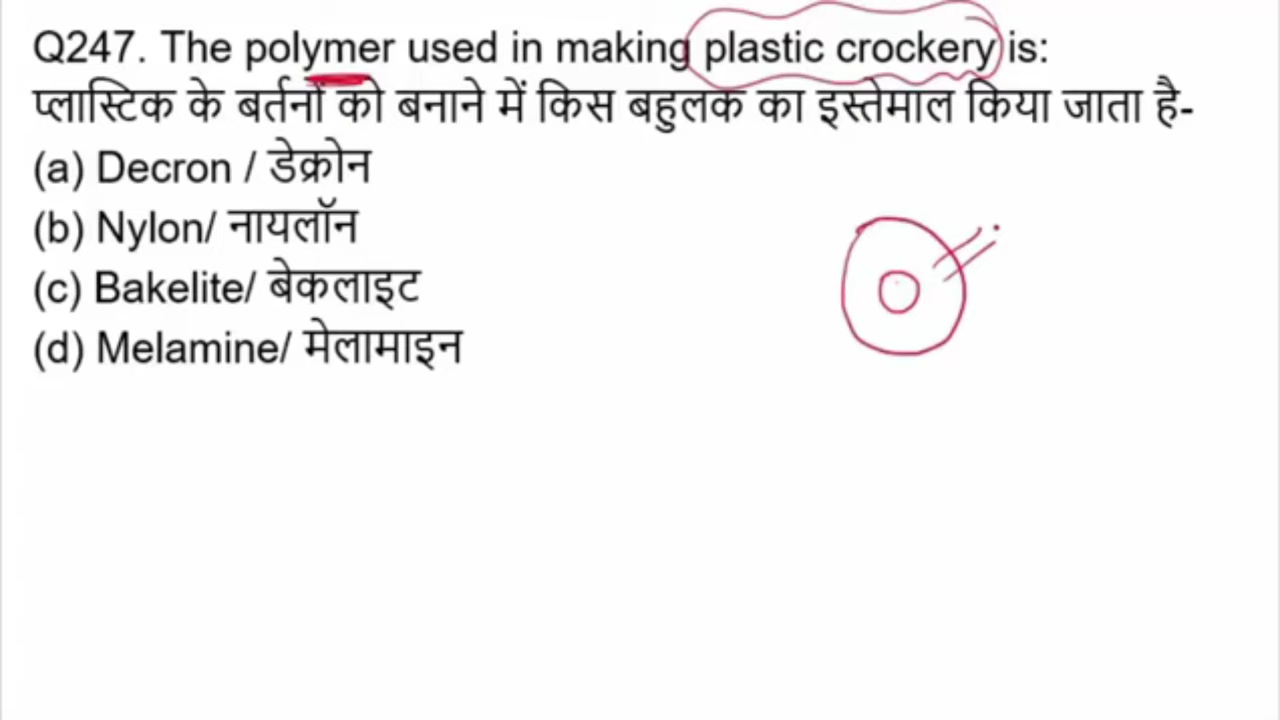 Q247. The polymer used in making plastic crockery is:
प्लास्टिक के बर्तनों को बनाने में किस बहुलक का इस्तेमाल किया जाता है-
(a) Decron / डेक्रोन
(b) Nylon/ नायलॉन
(c) Bakelite/ बेकलाइट
(d) Melamine/ मेलामाइन